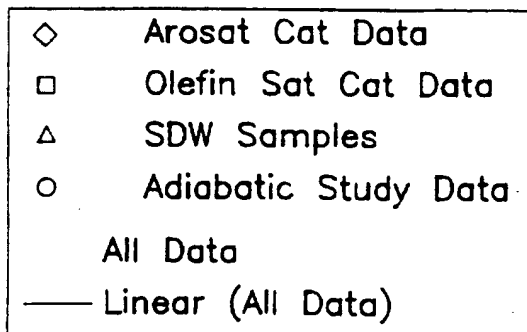 Arosat Cat Data
Olefin Sat Cat Data
SDW Samples
Adiabatic Study Data
All Data
Linear (All Data)